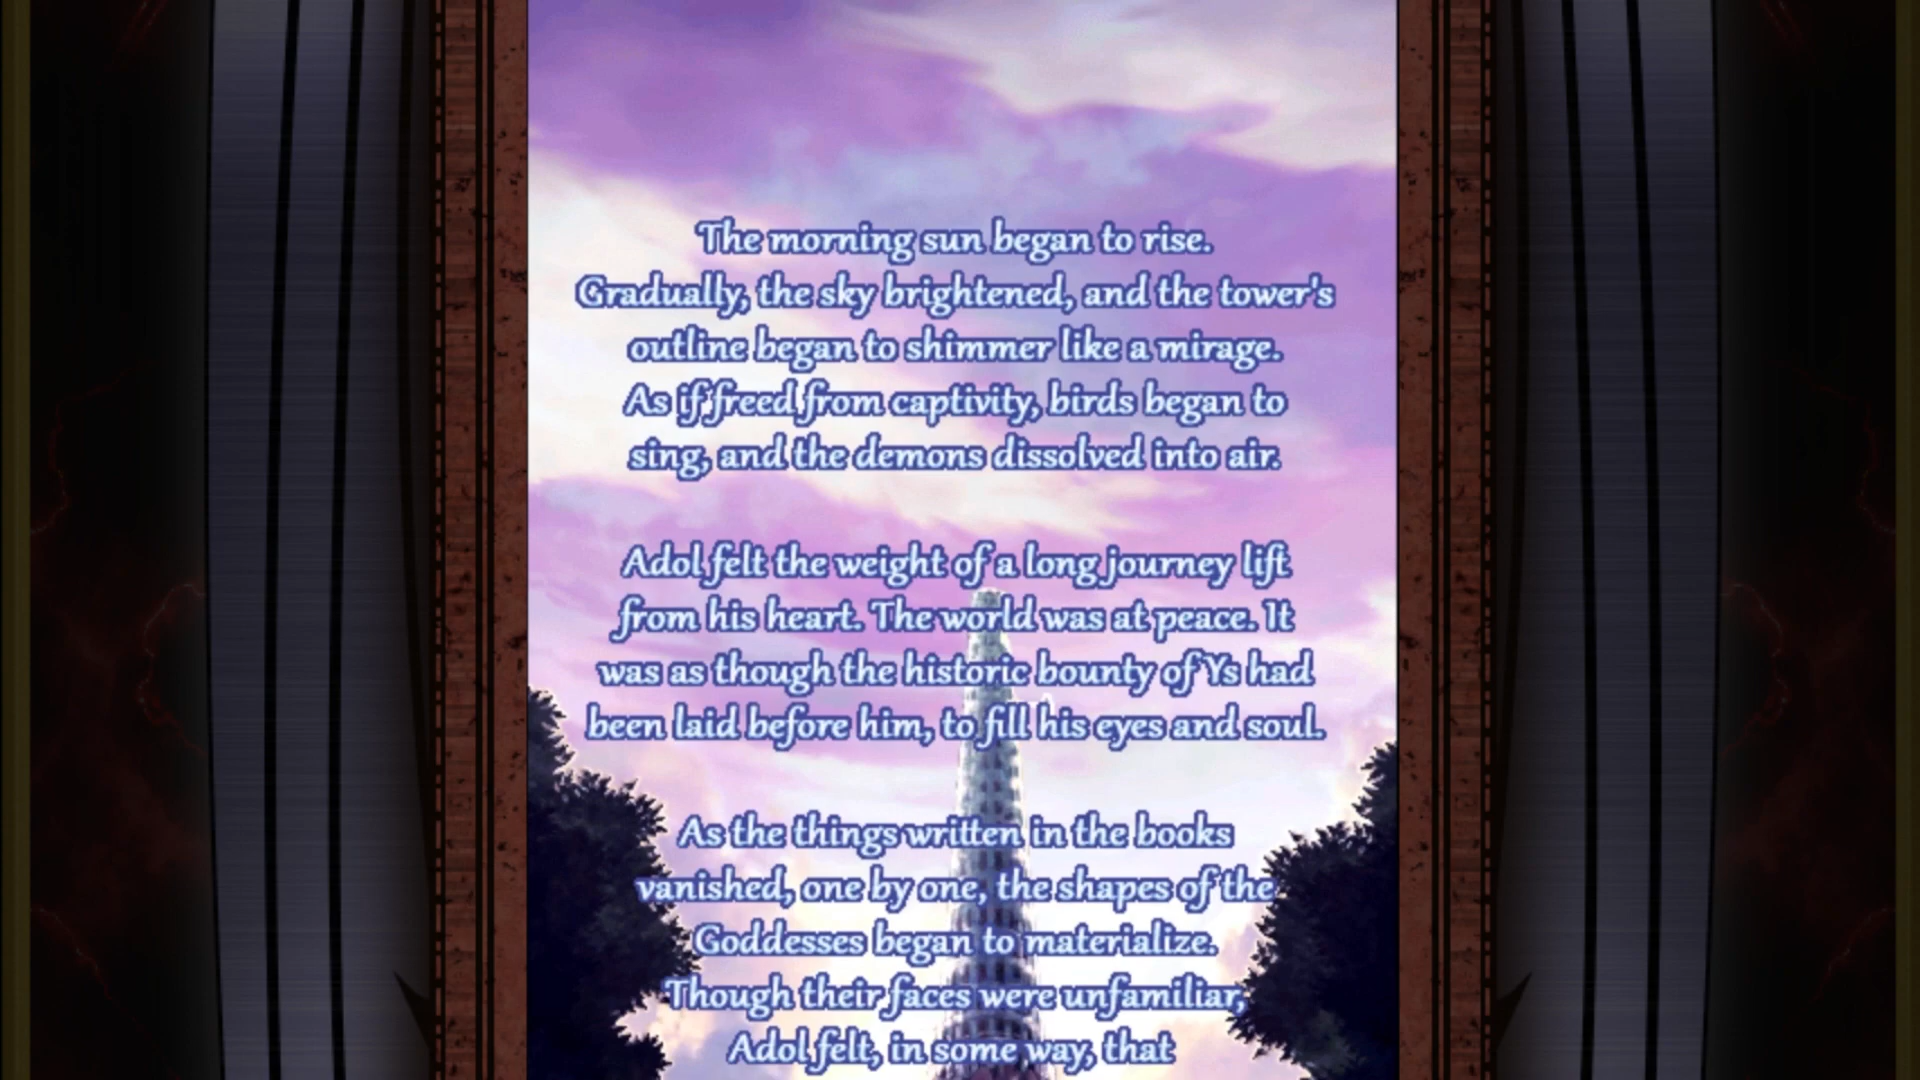 The morning sun began to rise.
Gradually, the sky brightened, and the tower's
outline began to shimmer like a mirage.
As if freed from captivity, birds began to
sing, and the demons dissolved into air.
Adol felt the weight of a long journey lift
from his heart. The world was at peace. It
was as though the historic bounty of Ys had
been laid before him, to fill his eyes and soul.
As the things written in the books
vanished, one by one, the shapes of the
Goddesses began to materialize.
Though their faces were unfamiliar,
Adol felt, in some way, that